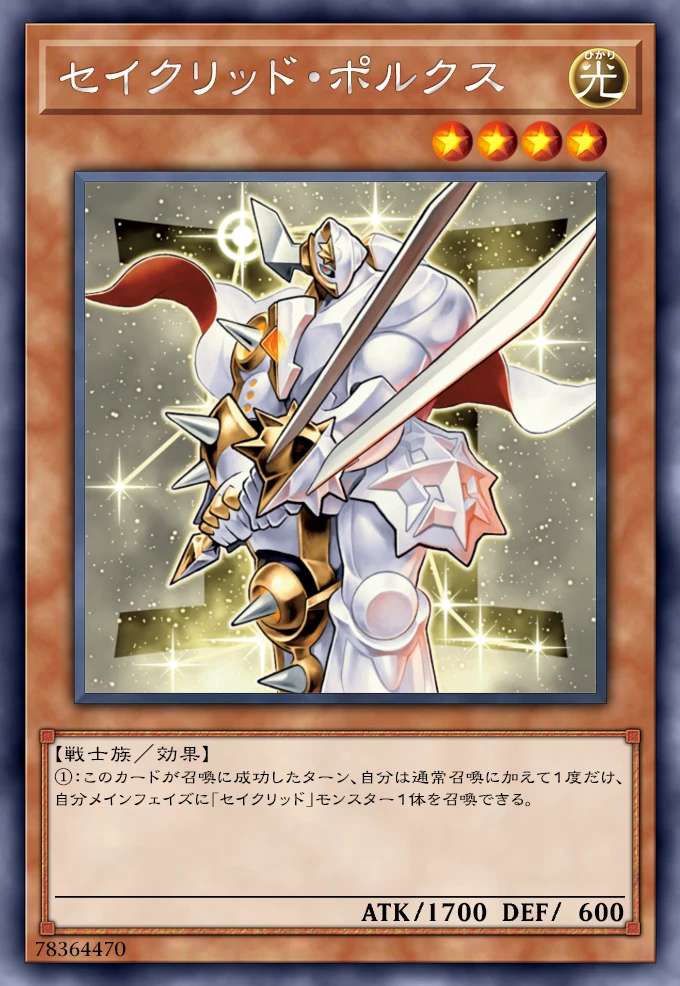 セイクリッド・ポルクス
ひかり
光
【戦士族／効果】
①：このカードが召喚に成功したターン、自分は通常召喚に加えて１度だけ、
自分メインフェイズに「セイクリッド」モンスター１体を召喚できる。
ATK/1700 DEF/ 600
78364470